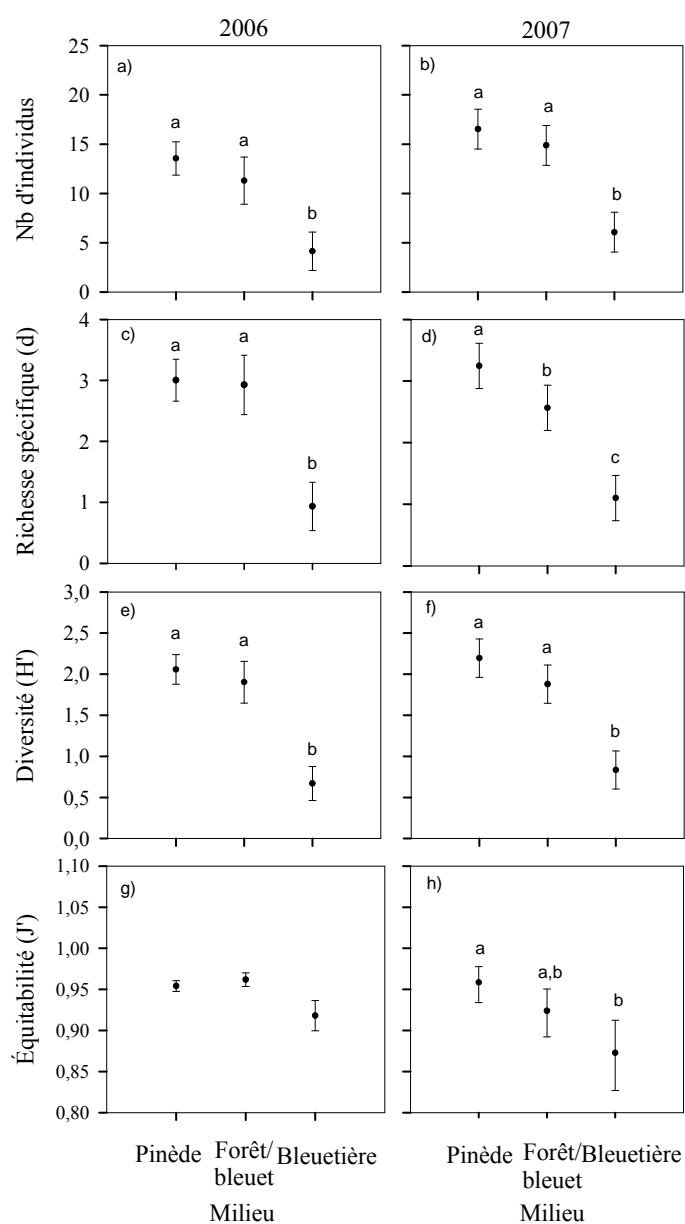 2006
2007
Nb d'individus
25
20
15
10
5
0
a)
a
a
b
b)
a
a
b
Richesse spécifique (d)
4
3
2
1
0
c)
a
a
b
d)
a
b
c
Diversité (H')
3,0
2,5
2,0
1,5
1,0
0,5
0,0
e)
a
a
b
f)
a
a
b
Équitabilité (J')
1,10
1,05
1,00
0,95
0,90
0,85
0,80
g)
h)
a
a,b
b
Pinède
Forêt/
bleuet
Bleuetière
Milieu
Pinède
Forêt/
bleuet
Bleuetière
Milieu